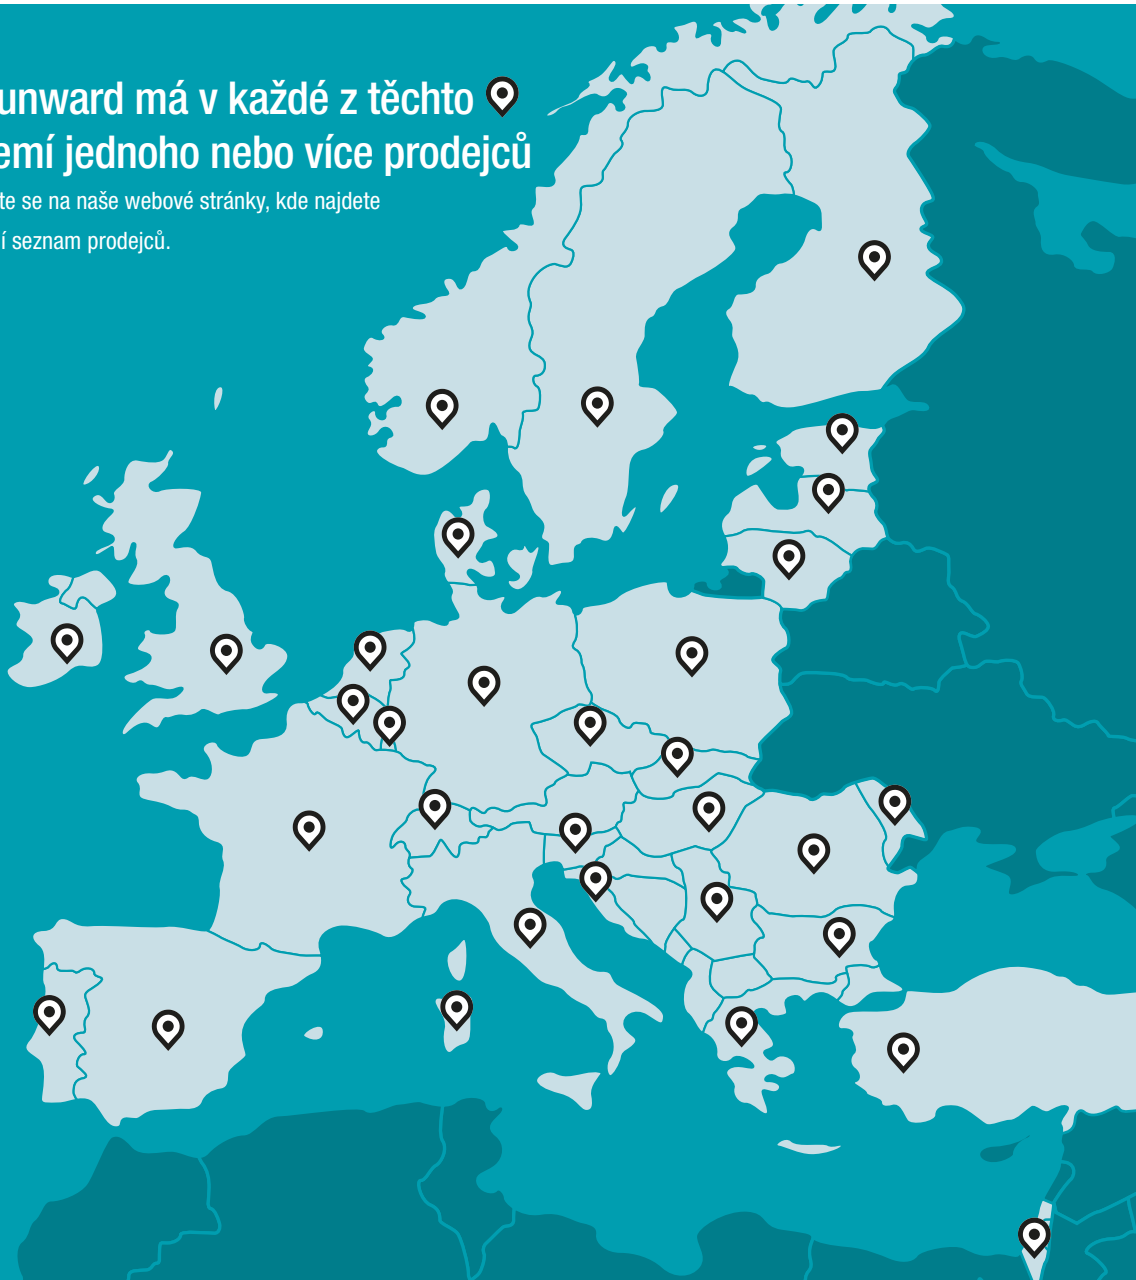 unward má v každé z těchto
emí jednoho nebo více prodejců
te se na naše webové stránky, kde najdete
í seznam prodejců.